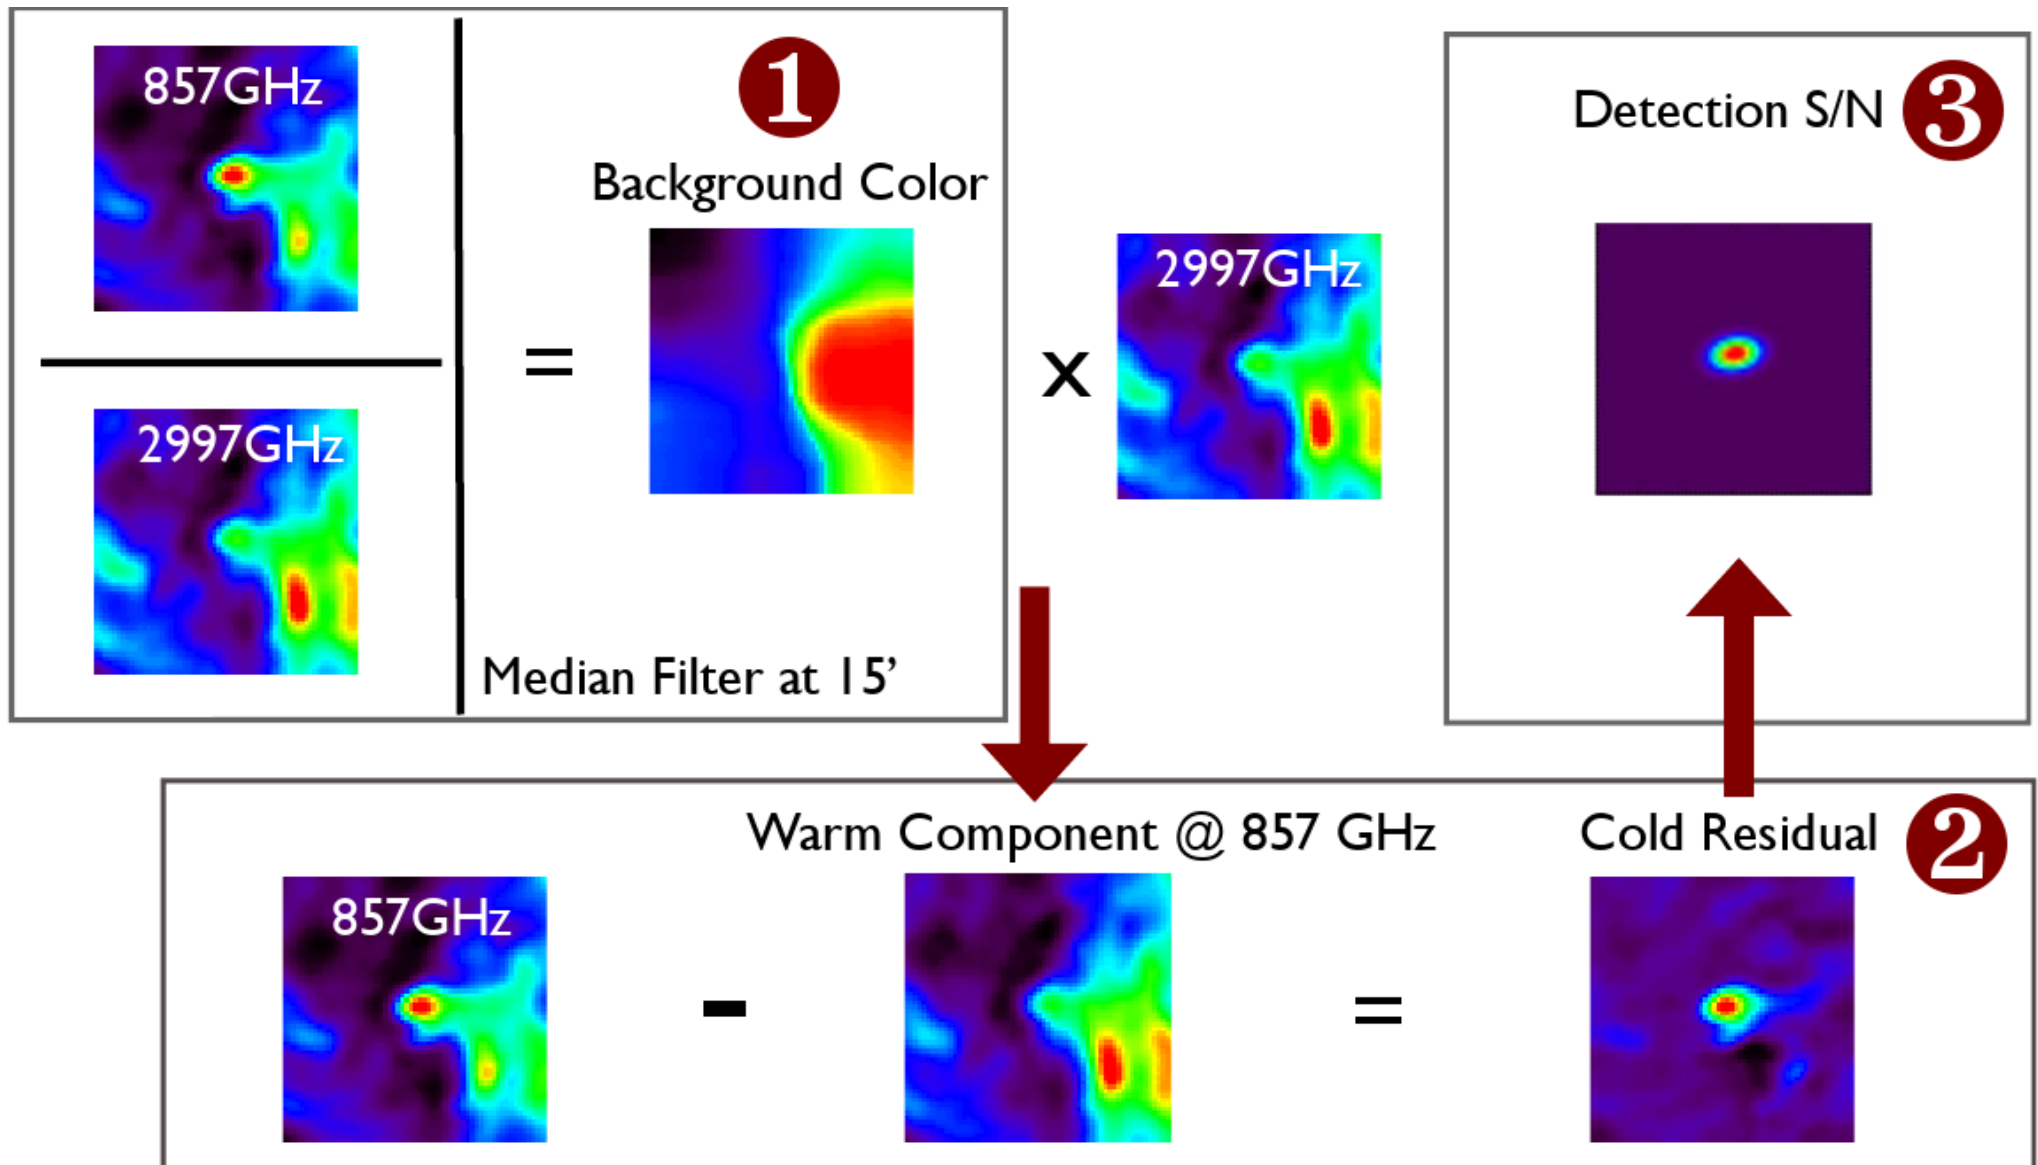 857GHz
2997GHz
1
Background Color
=
Median Filter at 15’
x
2997GHz
Detection S/N
3
Warm Component @ 857 GHz
Cold Residual
2
857GHz
-
=